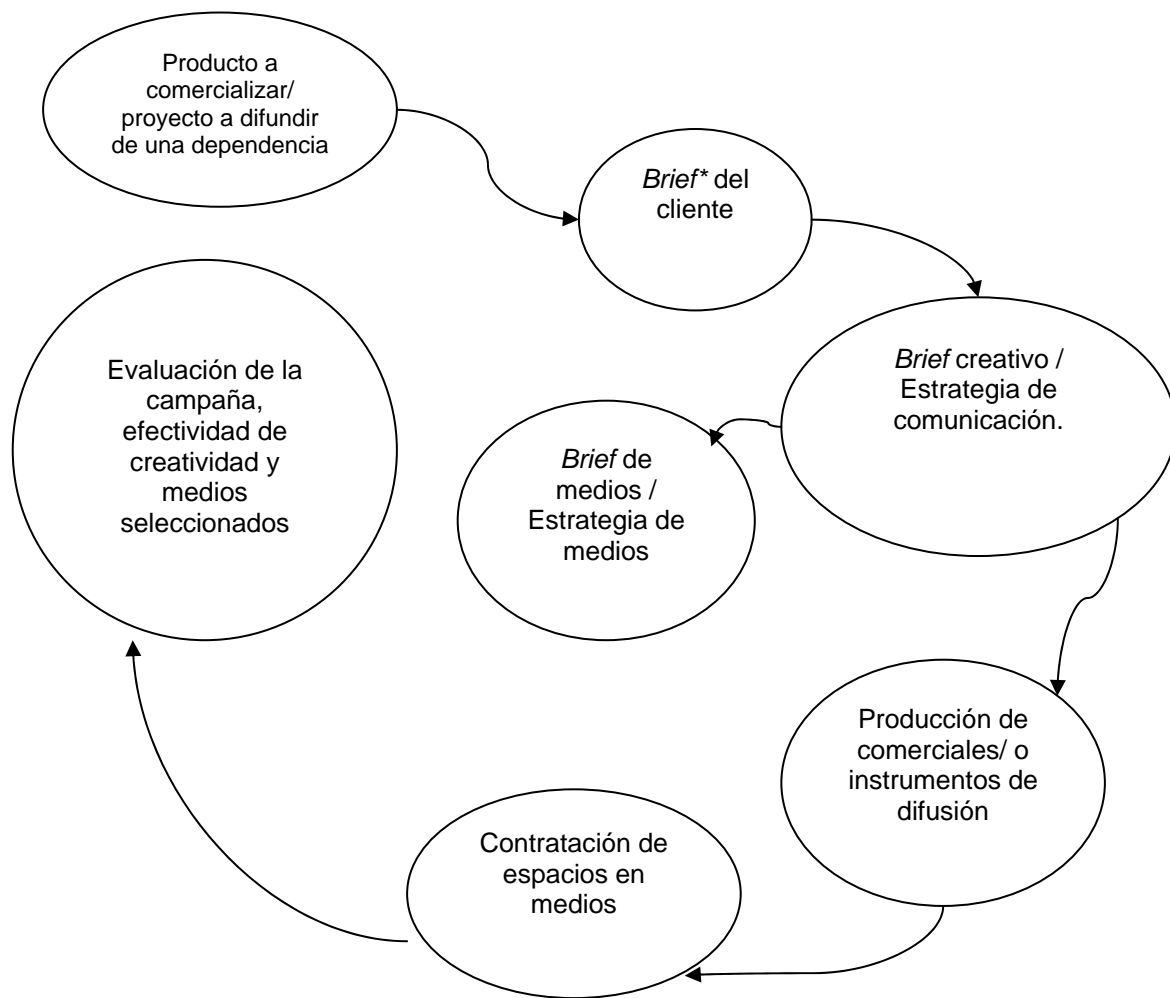 Producto a
comercializar/
proyecto a difundir
de una dependencia
Brief* del
cliente
Brief creativo /
Estrategia de
comunicación.
Brief de
medios /
Estrategia de
medios
Producción de
comerciales/ o
instrumentos de
difusión
Contratación de
espacios en
medios
Evaluación de la
campaña,
efectividad de
creatividad y
medios
seleccionados